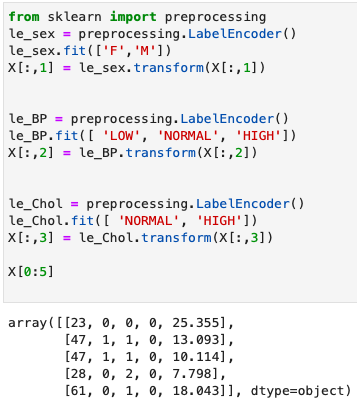 from sklearn import preprocessing
le_sex = preprocessing.LabelEncoder()
le_sex.fit(['F','M'])
X[:,1] = le_sex.transform(X[:,1])
le_BP = preprocessing.LabelEncoder()
le_BP.fit([ 'LOW', 'NORMAL', 'HIGH'])
X[:,2] = le_BP.transform(X[:,2])
le_Chol = preprocessing.LabelEncoder()
le_Chol.fit([ 'NORMAL', 'HIGH'])
X[:,3] = le_Chol.transform(X[:,3])
X[0:5]
array([[23, 0, 0, 0, 25.355],
[47, 1, 1, 0, 13.093],
[47, 1, 1, 0, 10.114],
[28, 0, 2, 0, 7.798],
[61, 0, 1, 0, 18.043]], dtype=object)